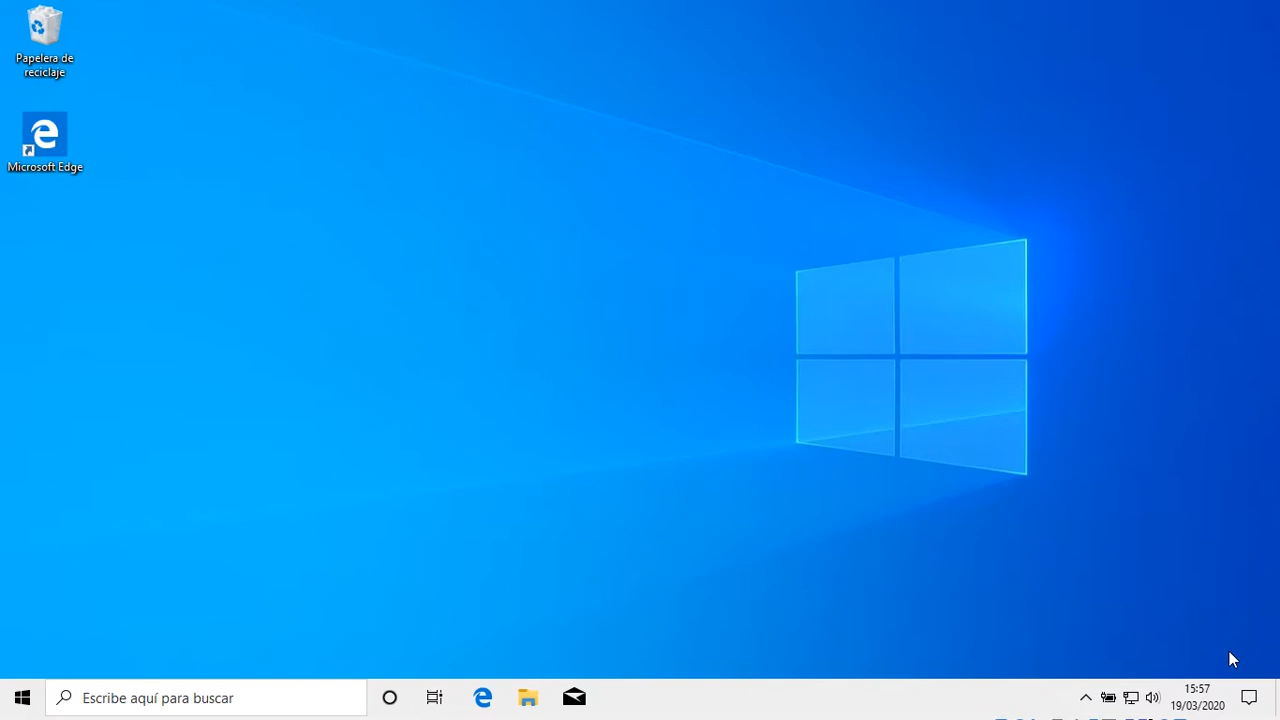 Papelera de
reciclaje
Microsoft Edge
Escribe aquí para buscar
15:57
19/03/2020